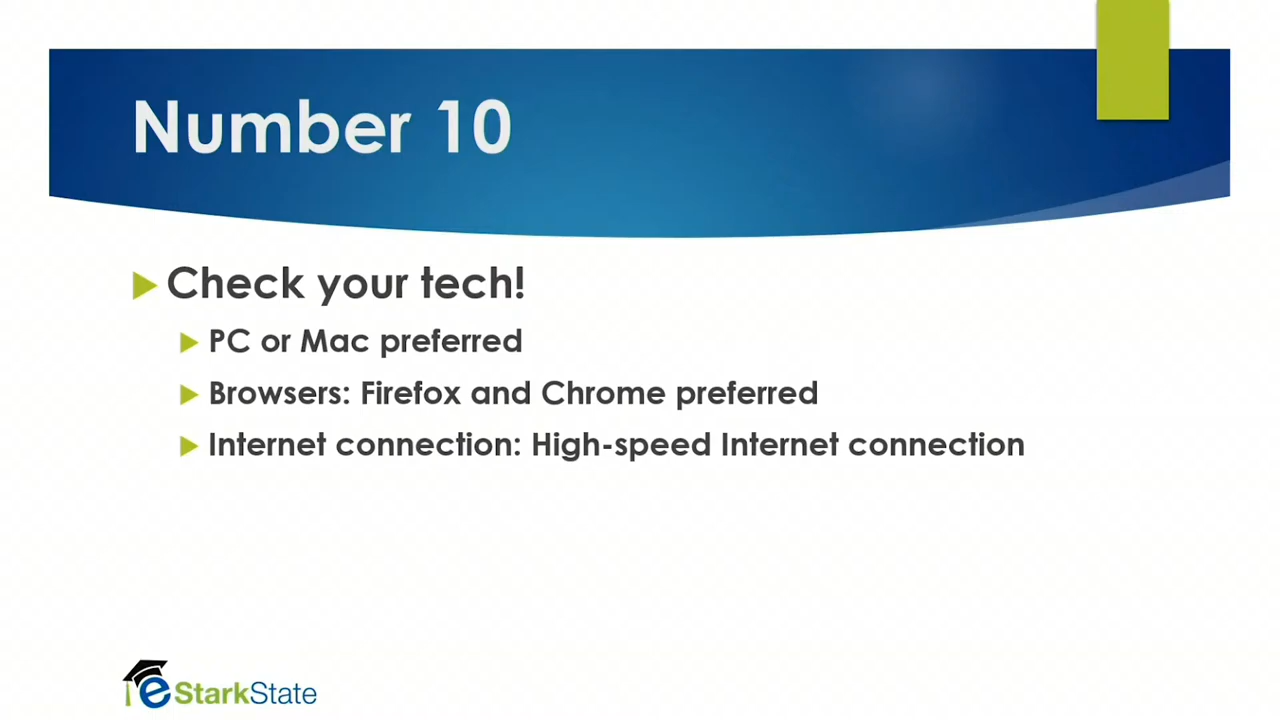 Number 10
Check your tech!
PC or Mac preferred
Browsers: Firefox and Chrome preferred
Internet connection: High-speed Internet connection
eStarkState